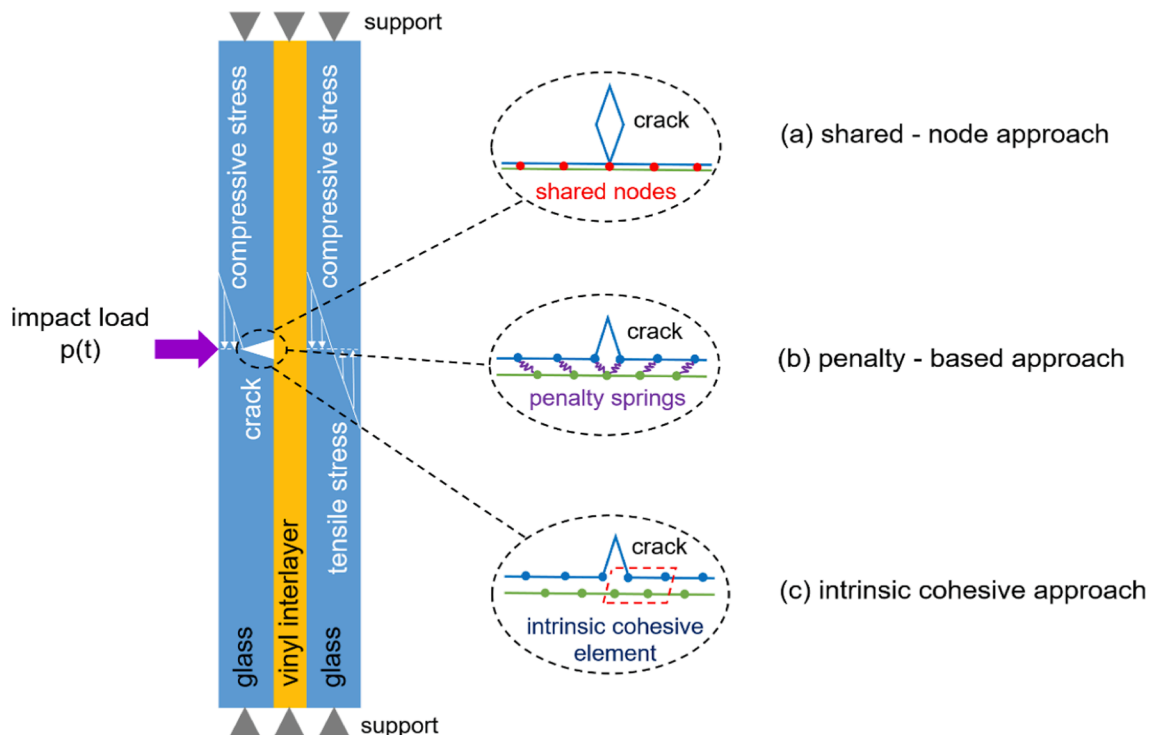 support
compressive stress
compressive stress
impact load
p(t)
crack
tensile stress
glass
vinyl interlayer
glass
support
crack
shared nodes
(a) shared - node approach
crack
penalty springs
(b) penalty - based approach
crack
intrinsic cohesive
element
(c) intrinsic cohesive approach